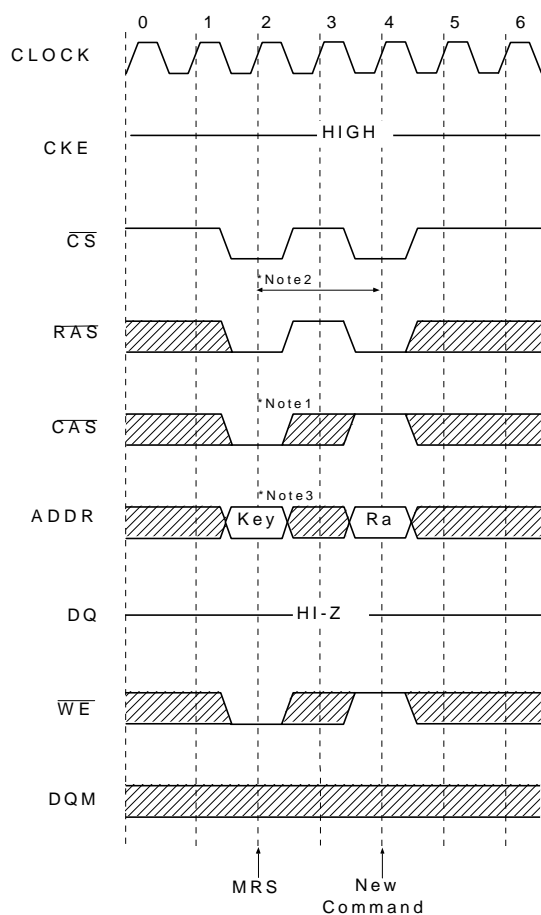 0 1 2 3 4 5 6
CLOCK
CKE
HIGH
CS
*Note2
RAS
*Note1
CAS
*Note3
ADDR
Key
Ra
DQ
HI-Z
WE
DQM
MRS
New
Command